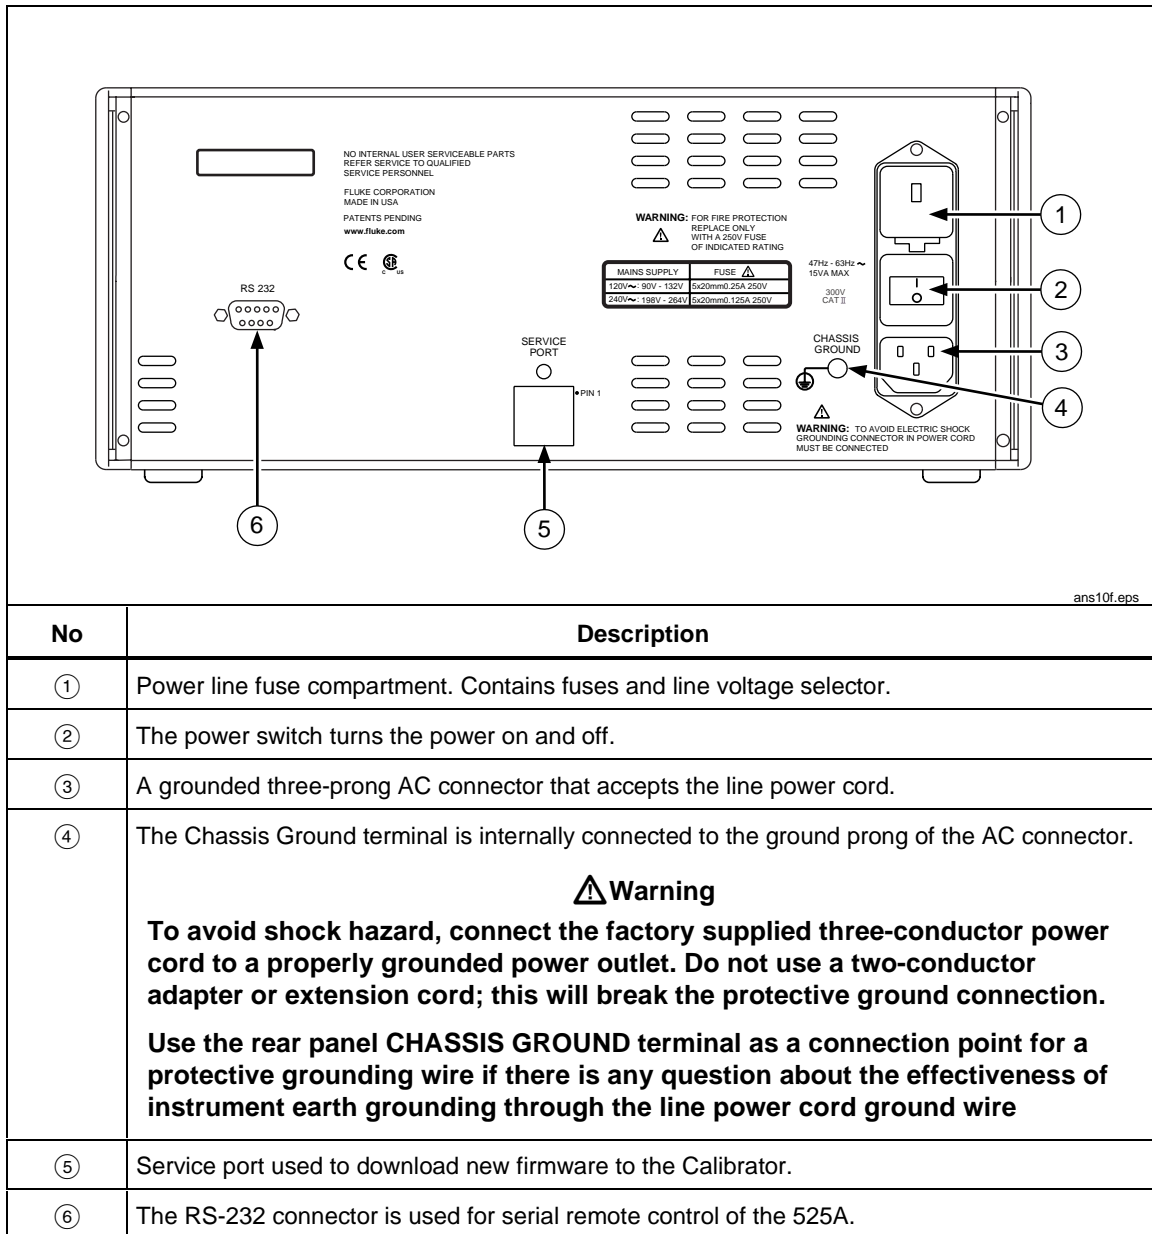 NO INTERNAL USER SERVICEABLE PARTS
REFER SERVICE TO QUALIFIED
SERVICE PERSONNEL
FLUKE CORPORATION
MADE IN USA
PATENTS PENDING
www.fluke.com
CE SA
C US
RS 232
SERVICE
PORT
PIN 1
WARNING: FOR FIRE PROTECTION
REPLACE ONLY
WITH A 250V FUSE
OF INDICATED RATING
MAINS SUPPLY FUSE ⚠
120V~: 90V - 132V 5x20mm0.25A 250V
240V~: 198V - 264V 5x20mm0.125A 250V
47Hz - 63Hz ~
15VA MAX
300V
CAT II
CHASSIS
GROUND
WARNING: TO AVOID ELECTRIC SHOCK
GROUNDING CONNECTOR IN POWER CORD
MUST BE CONNECTED
1
2
3
4
5
6
ans10f.eps
No Description
① Power line fuse compartment. Contains fuses and line voltage selector.
② The power switch turns the power on and off.
③ A grounded three-prong AC connector that accepts the line power cord.
④ The Chassis Ground terminal is internally connected to the ground prong of the AC connector.
⚠Warning
To avoid shock hazard, connect the factory supplied three-conductor power
cord to a properly grounded power outlet. Do not use a two-conductor
adapter or extension cord; this will break the protective ground connection.
Use the rear panel CHASSIS GROUND terminal as a connection point for a
protective grounding wire if there is any question about the effectiveness of
instrument earth grounding through the line power cord ground wire
⑤ Service port used to download new firmware to the Calibrator.
⑥ The RS-232 connector is used for serial remote control of the 525A.